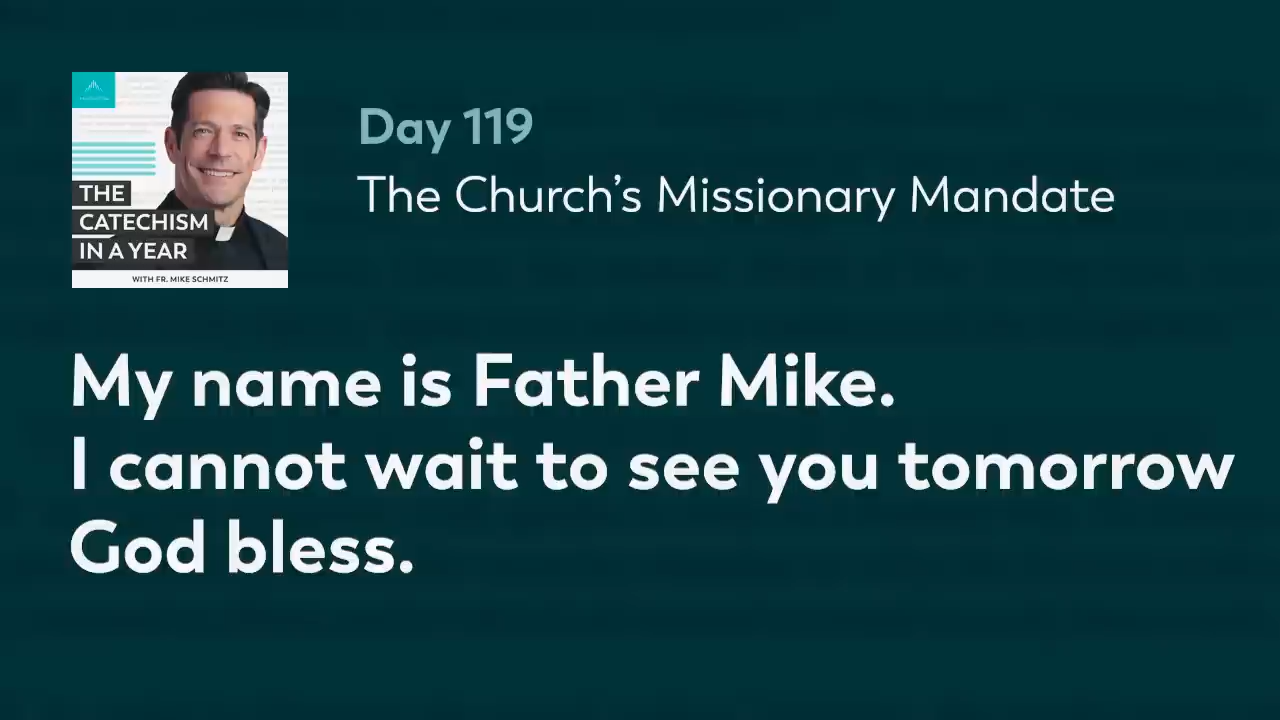 Day 119
The Church’s Missionary Mandate
THE
CATECHISM
IN A YEAR
WITH FR. MIKE SCHMITZ
My name is Father Mike.
I cannot wait to see you tomorrow
God bless.